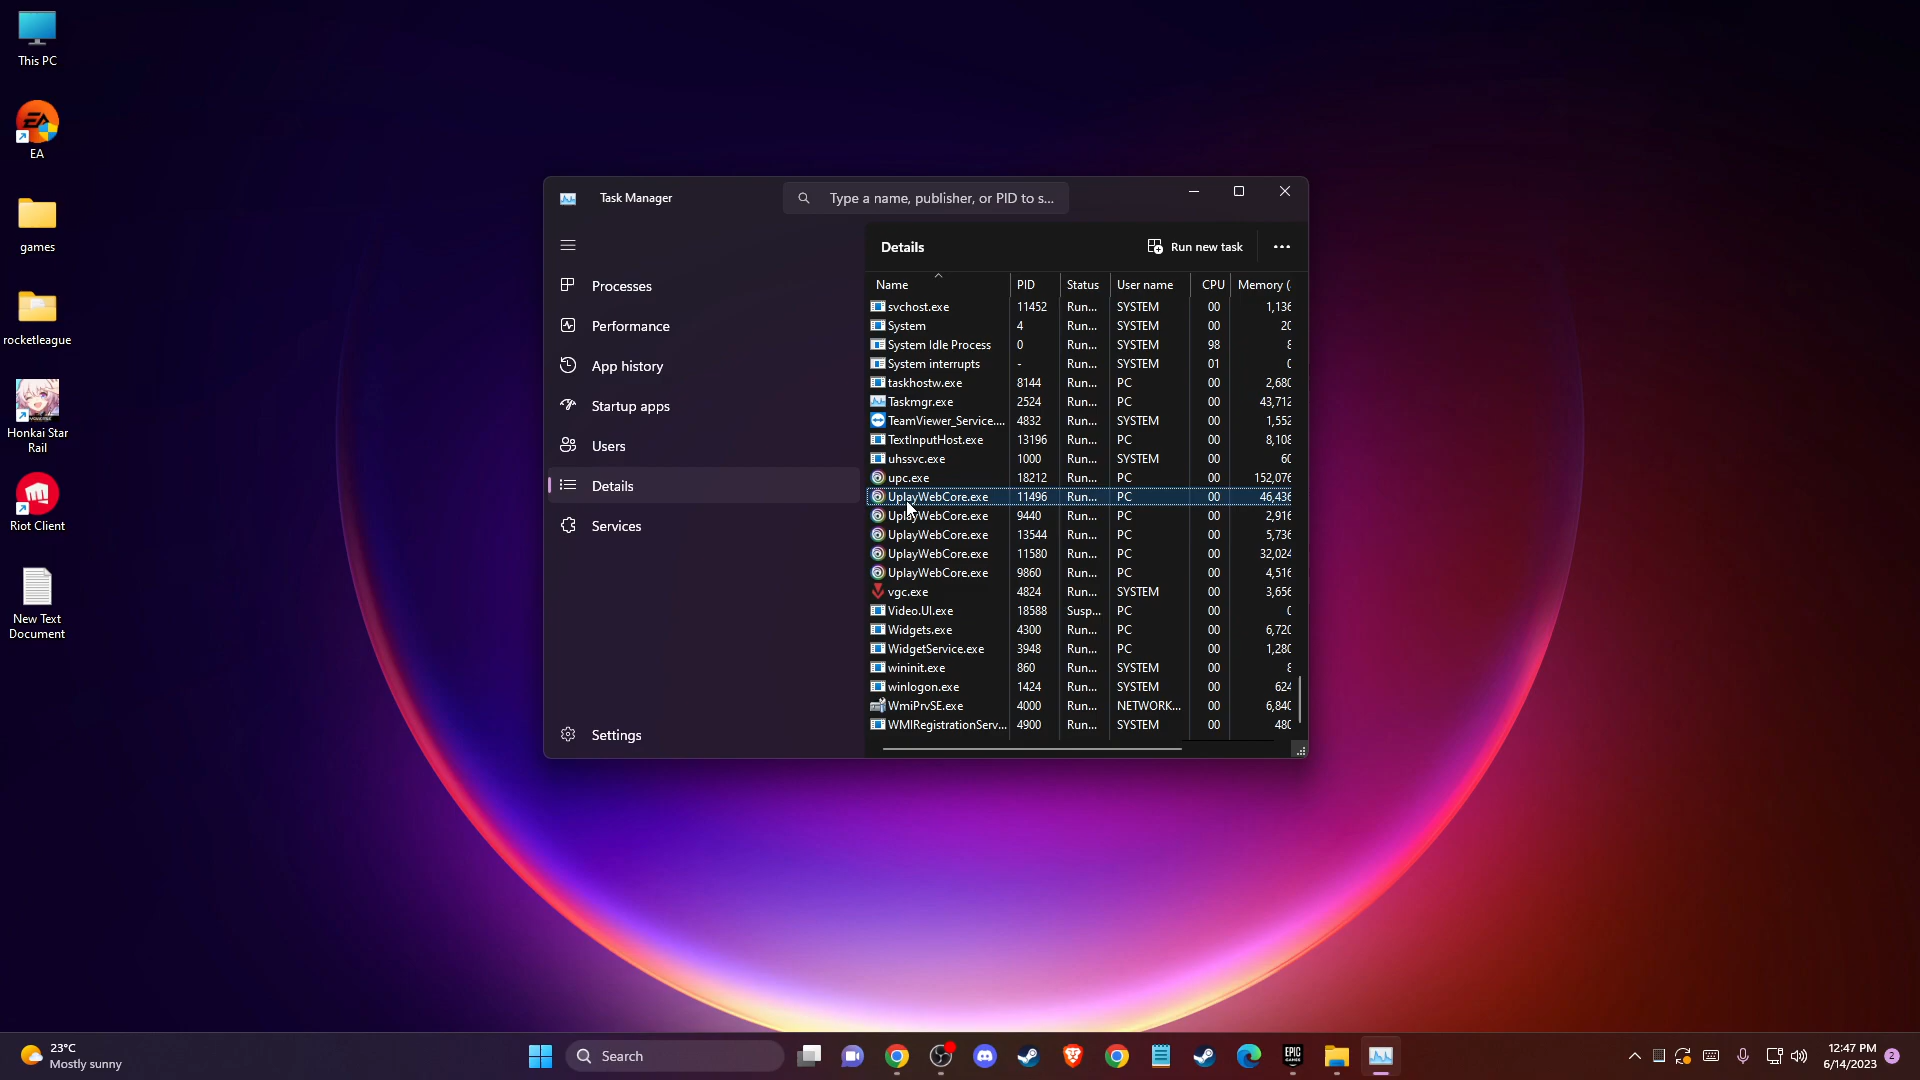 This PC
EA
games
rocketleague
Honkai Star
Rail
Riot Client
New Text
Document
Task Manager
Type a name, publisher, or PID to s...
Processes
Performance
App history
Startup apps
Users
Details
Services
Settings
Details
Run new task
Name PID Status User name CPU Memory (
svchost.exe 11452 Run... SYSTEM 00 1,136
System 4 Run... SYSTEM 00 20
System Idle Process 0 Run... SYSTEM 98 8
System interrupts - Run... SYSTEM 01 0
taskhostw.exe 8144 Run... PC 00 2,680
Taskmgr.exe 2524 Run... PC 00 43,712
TeamViewer_Service.... 4832 Run... SYSTEM 00 1,552
TextInputHost.exe 13196 Run... PC 00 8,108
uhssvc.exe 1000 Run... SYSTEM 00 60
upc.exe 18212 Run... PC 00 152,076
UplayWebCore.exe 11496 Run... PC 00 46,436
UplayWebCore.exe 9440 Run... PC 00 2,916
UplayWebCore.exe 13544 Run... PC 00 5,736
UplayWebCore.exe 11580 Run... PC 00 32,024
UplayWebCore.exe 9860 Run... PC 00 4,516
vgc.exe 4824 Run... SYSTEM 00 3,656
Video.UI.exe 18588 Susp... PC 00 0
Widgets.exe 4300 Run... PC 00 6,720
WidgetService.exe 3948 Run... PC 00 1,280
wininit.exe 860 Run... SYSTEM 00 8
winlogon.exe 1424 Run... SYSTEM 00 624
WmiPrvSE.exe 4000 Run... NETWORK... 00 6,840
WMIRegistrationServ... 4900 Run... SYSTEM 00 480
23°C
Mostly sunny
Search
EPIC
GAMES
12:47 PM
6/14/2023
2